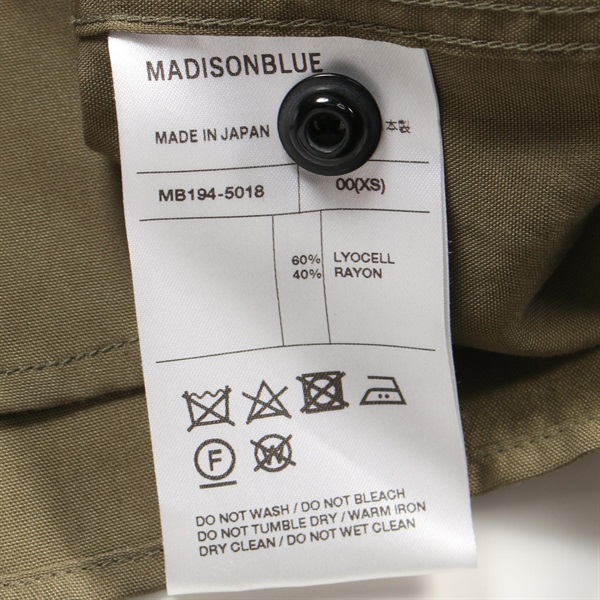 MADISONBLUE
MADE IN JAPAN 本製
MB194-5018 00(XS)
60% LYOCELL
40% RAYON
F W
DO NOT WASH / DO NOT BLEACH
DO NOT TUMBLE DRY / WARM IRON
DRY CLEAN / DO NOT WET CLEAN